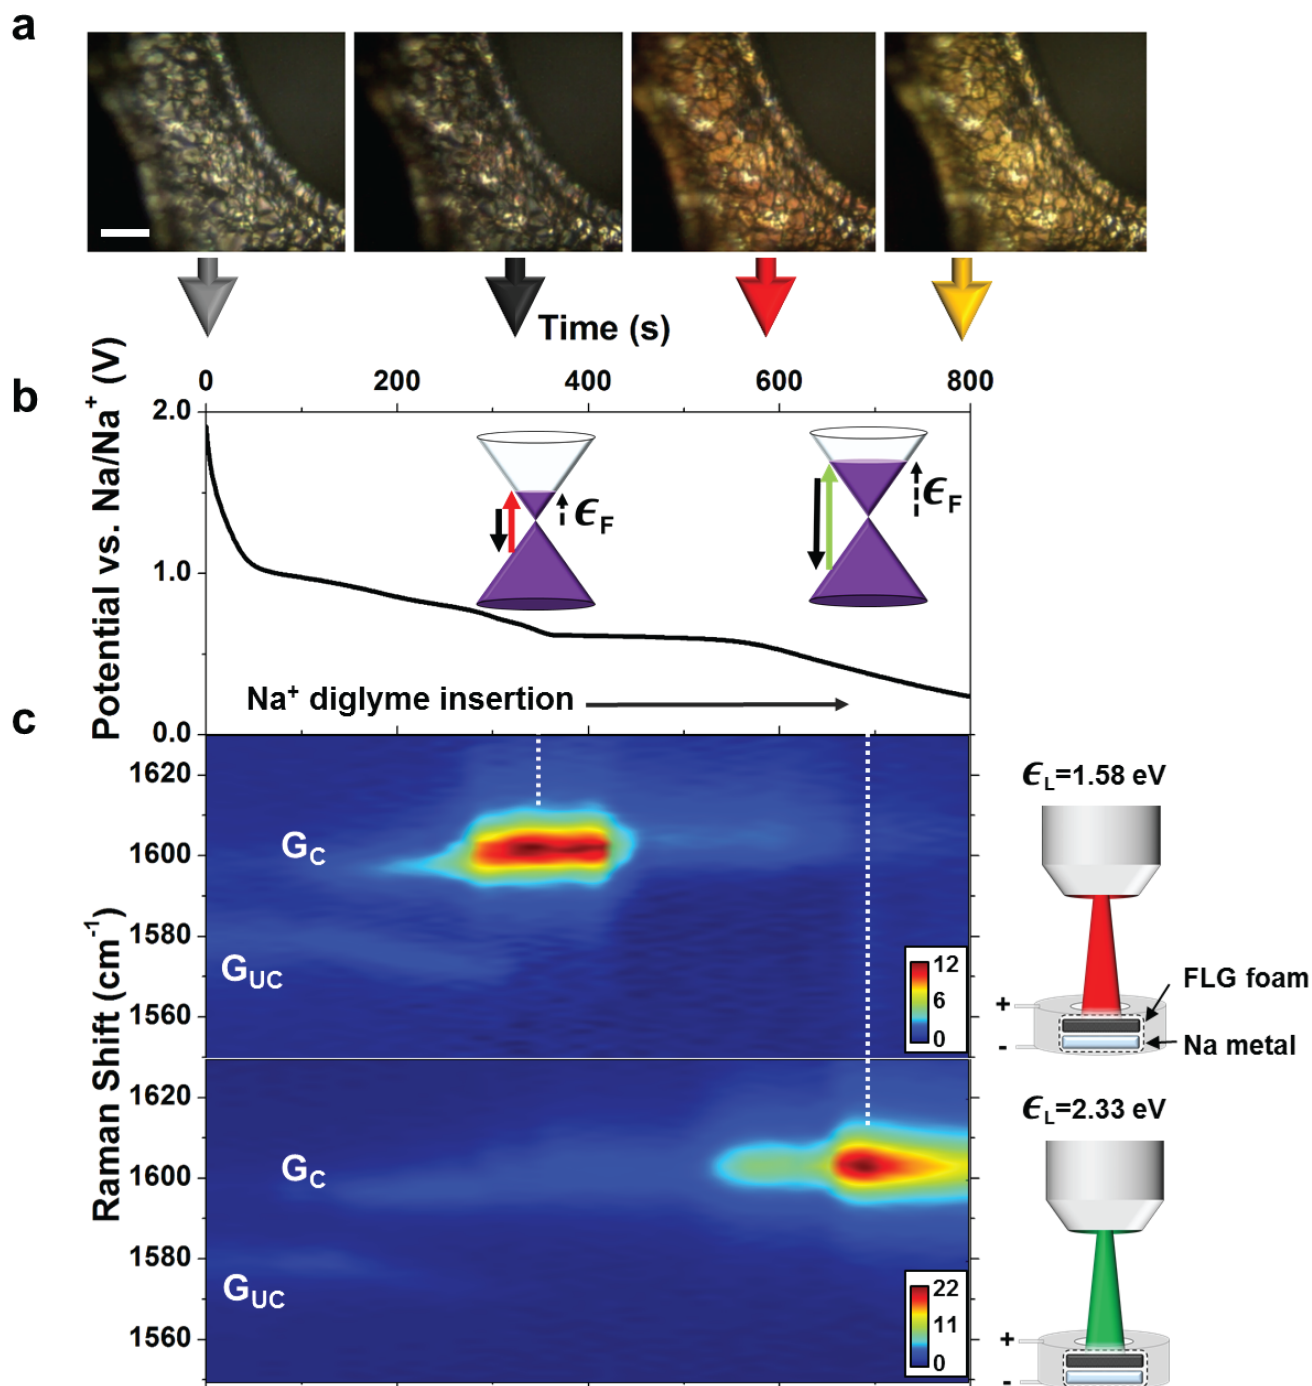 a
Time (s)
0 200 400 600 800
b
Potential vs. Na/Na⁺ (V)
2.0
1.0
0.0
ϵF
ϵF
Na⁺ diglyme insertion
c
Raman Shift (cm⁻¹)
1620
1600
1580
1560
GC
GUC
12
6
0
ϵL=1.58 eV
FLG foam
Na metal
+
-
1620
1600
1580
1560
GC
GUC
22
11
0
ϵL=2.33 eV
+
-